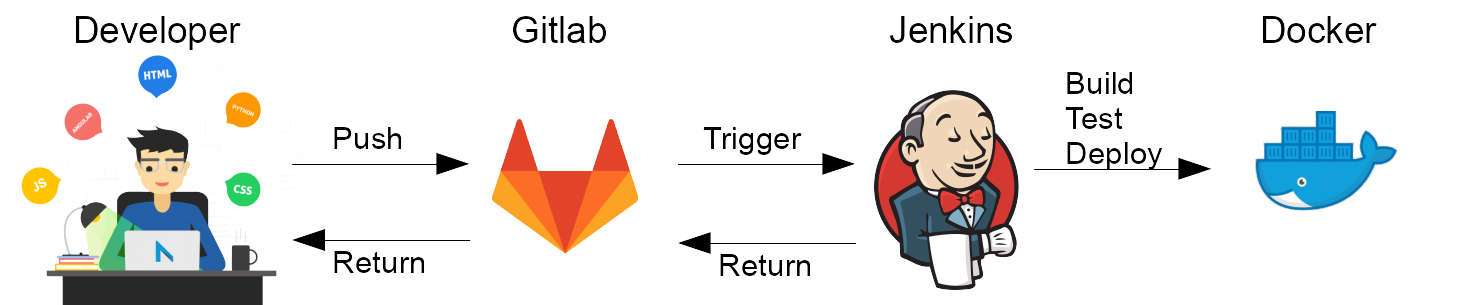 Developer
Gitlab
Jenkins
Docker
HTML
ANGULAR
PYTHON
JS
CSS
Push
Return
Trigger
Return
Build
Test
Deploy